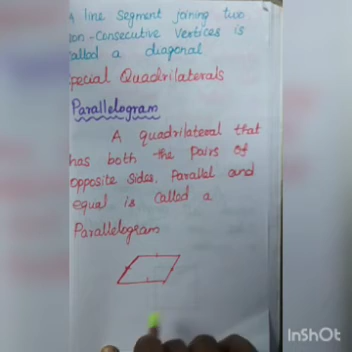 A line segment joining two
non-Consecutive vertices is
called a diagonal
Special Quadrilaterals
Parallelogram
A quadrilateral that
has both the pairs of
opposite sides, Parallel and
equal is called a
Parallelogram
InShOt